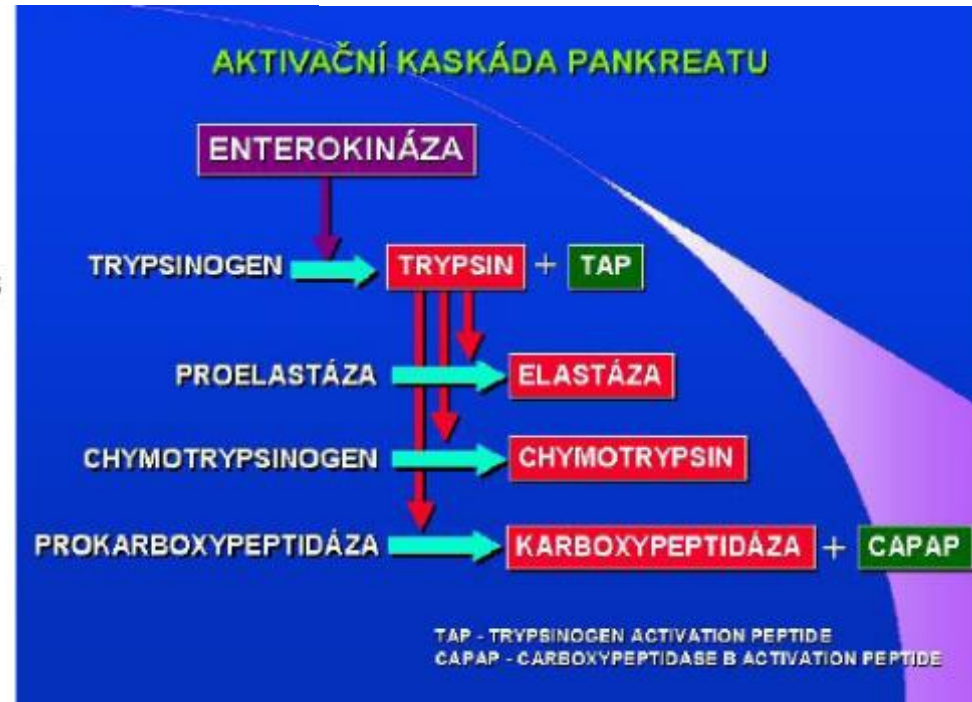 AKTIVAČNÍ KASKÁDA PANKREATU
ENTEROKINÁZA
TRYPSINOGEN TRYPSIN + TAP
PROELASTÁZA ELASTÁZA
CHYMOTRYPSINOGEN CHYMOTRYPSIN
PROKARBOXYPEPTIDÁZA KARBOXYPEPTIDÁZA + CAPAP
TAP - TRYPSINOGEN ACTIVATION PEPTIDE
CAPAP - CARBOXYPEPTIDASE B ACTIVATION PEPTIDE